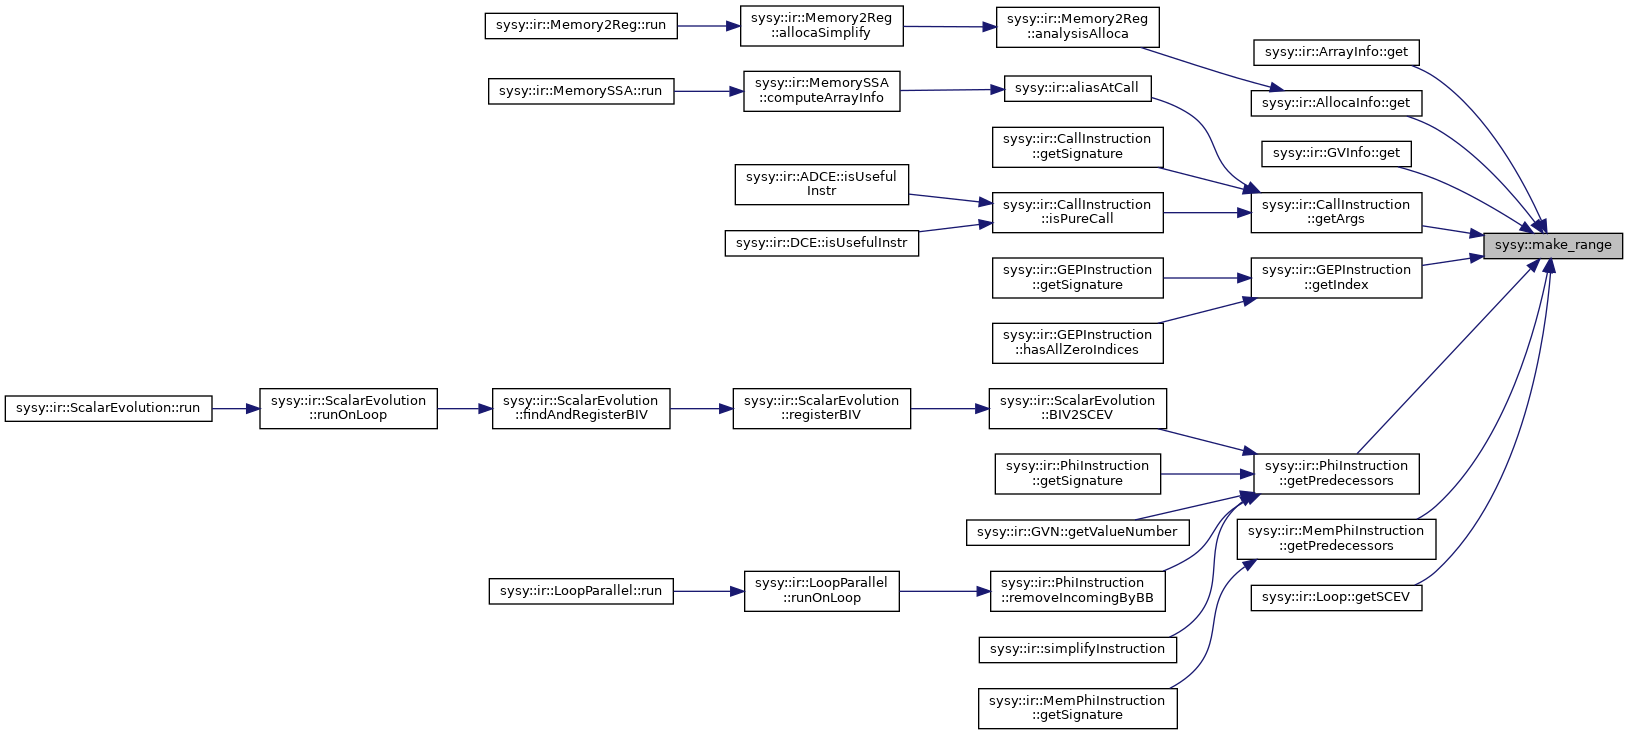 sysy::ir::Memory2Reg::run
sysy::ir::Memory2Reg
::allocaSimplify
sysy::ir::Memory2Reg
::analysisAlloca
sysy::ir::ArrayInfo::get
sysy::ir::MemorySSA::run
sysy::ir::MemorySSA
::computeArrayInfo
sysy::ir::aliasAtCall
sysy::ir::AllocaInfo::get
sysy::ir::CallInstruction
::getSignature
sysy::ir::GVInfo::get
sysy::ir::ADCE::isUseful
Instr
sysy::ir::CallInstruction
::isPureCall
sysy::ir::CallInstruction
::getArgs
sysy::ir::DCE::isUsefulInstr
sysy::make_range
sysy::ir::GEPInstruction
::getSignature
sysy::ir::GEPInstruction
::getIndex
sysy::ir::GEPInstruction
::hasAllZeroIndices
sysy::ir::ScalarEvolution::run
sysy::ir::ScalarEvolution
::runOnLoop
sysy::ir::ScalarEvolution
::findAndRegisterBIV
sysy::ir::ScalarEvolution
::registerBIV
sysy::ir::ScalarEvolution
::BIV2SCEV
sysy::ir::PhiInstruction
::getSignature
sysy::ir::PhiInstruction
::getPredecessors
sysy::ir::GVN::getValueNumber
sysy::ir::MemPhiInstruction
::getPredecessors
sysy::ir::LoopParallel::run
sysy::ir::LoopParallel
::runOnLoop
sysy::ir::PhiInstruction
::removeIncomingByBB
sysy::ir::Loop::getSCEV
sysy::ir::simplifyInstruction
sysy::ir::MemPhiInstruction
::getSignature